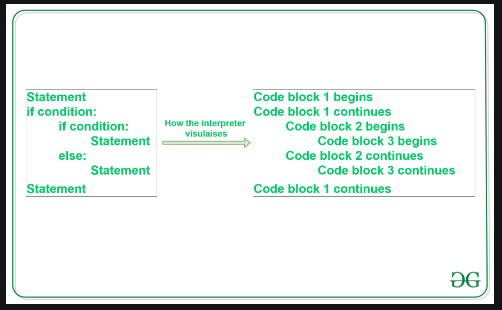 Statement
if condition:
if condition:
Statement
else:
Statement
Statement
How the interpreter
visulaises
Code block 1 begins
Code block 1 continues
Code block 2 begins
Code block 3 begins
Code block 2 continues
Code block 3 continues
Code block 1 continues